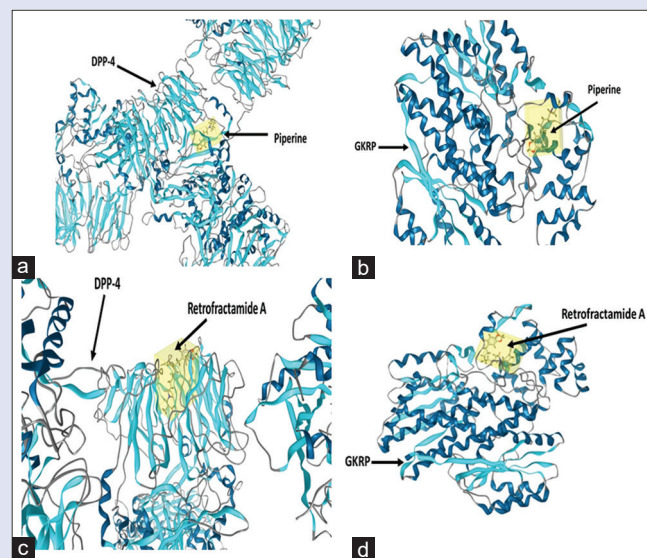 DPP-4
Piperine
a
Piperine
GKRP
b
DPP-4
Retrofractamide A
c
Retrofractamide A
GKRP
d